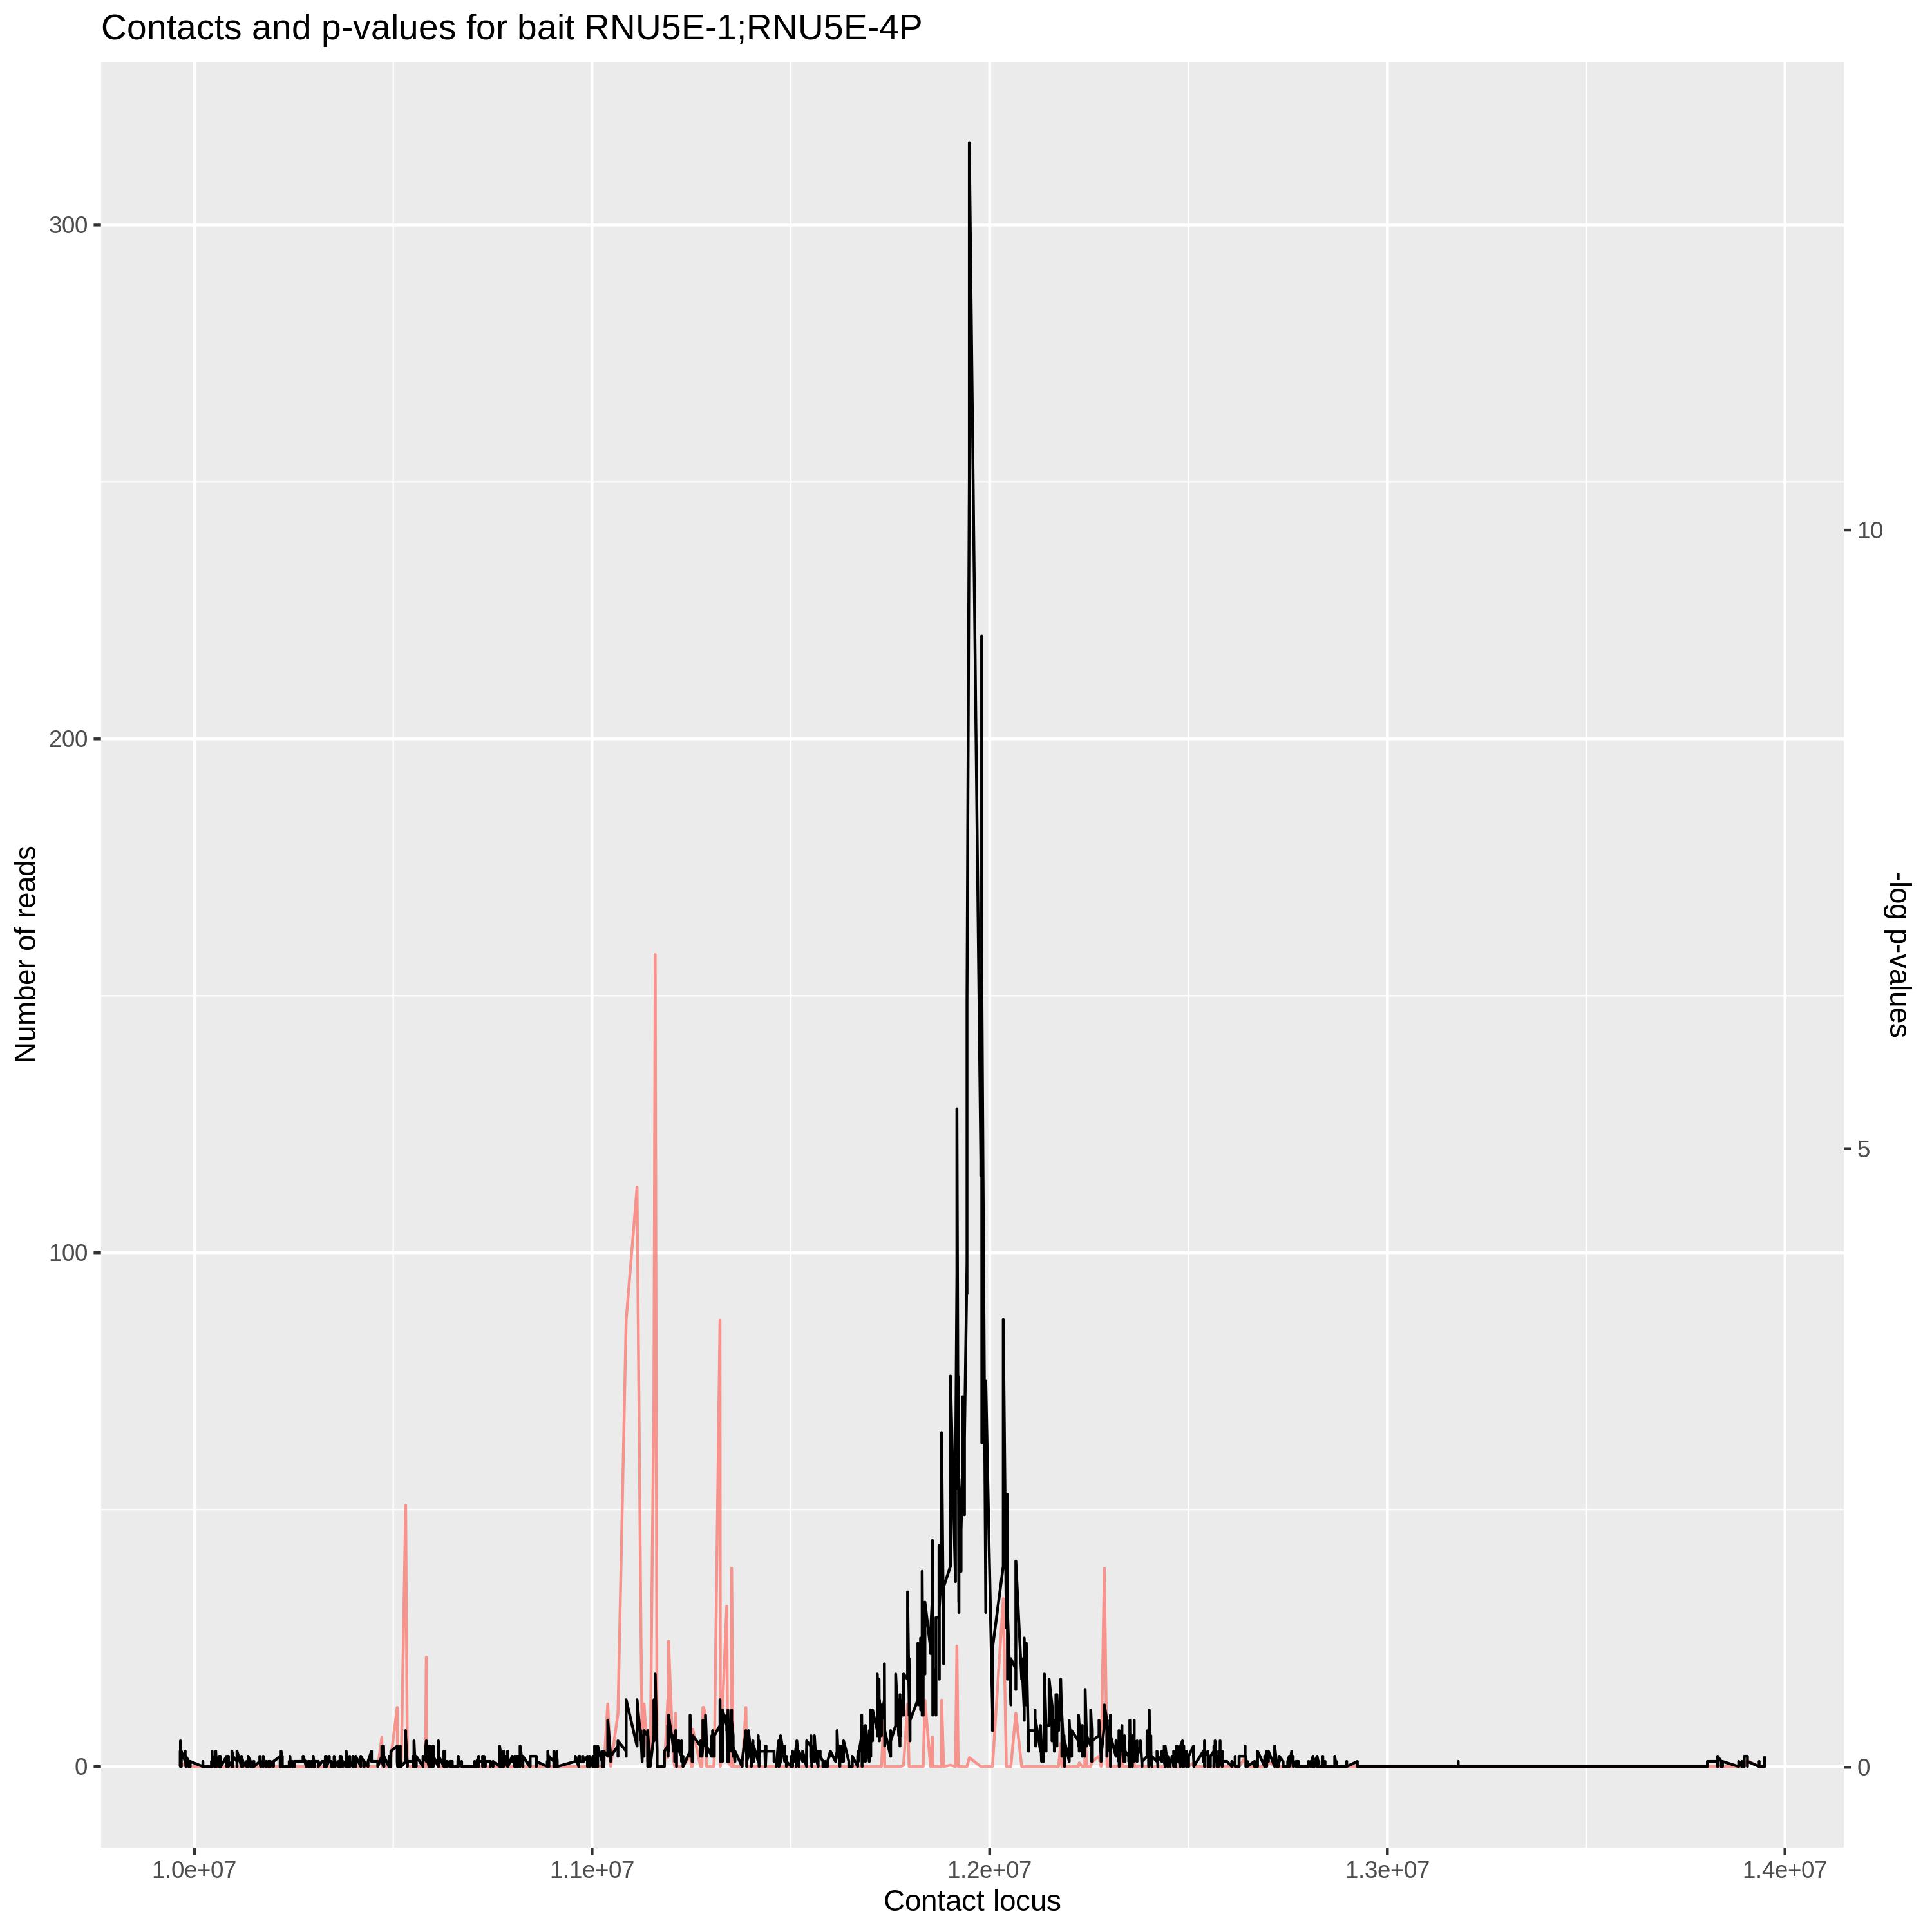 Contacts and p-values for bait RNU5E-1;RNU5E-4P
300
200
100
0
Number of reads
10
5
0
-log p-values
1.0e+07
1.1e+07
1.2e+07
1.3e+07
1.4e+07
Contact locus